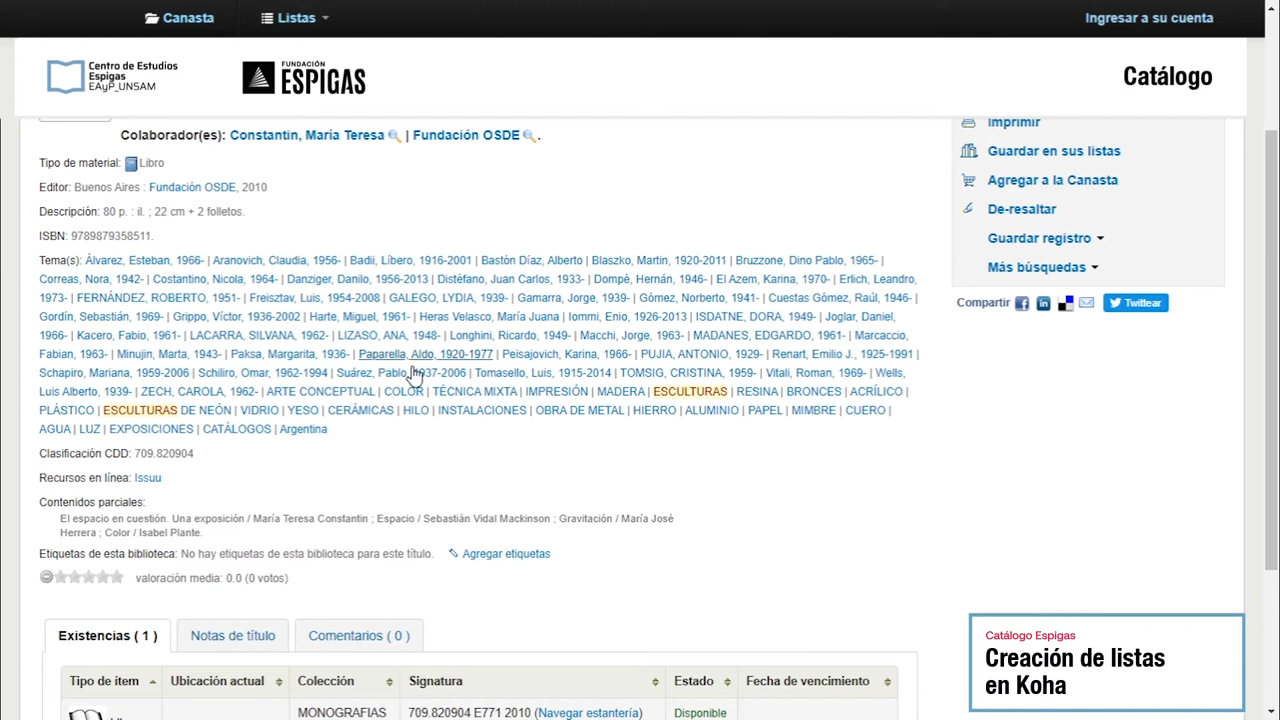 Canasta
Listas
Ingresar a su cuenta
Centro de Estudios
Espigas
EAyP_UNSAM
FUNDACIÓN
ESPIGAS
Catálogo
Colaborador(es): Constantin, María Teresa | Fundación OSDE .
Tipo de material: Libro
Editor: Buenos Aires : Fundación OSDE, 2010
Descripción: 80 p. : il. ; 22 cm + 2 folletos.
ISBN: 9789879358511.
Tema(s): Álvarez, Esteban, 1966- | Aranovich, Claudia, 1956- | Badii, Líbero, 1916-2001 | Bastón Díaz, Alberto | Blaszko, Martin, 1920-2011 | Bruzzone, Dino Pablo, 1965- |
Correas, Nora, 1942- | Costantino, Nicola, 1964- | Danziger, Danilo, 1956-2013 | Distéfano, Juan Carlos, 1933- | Dompé, Hernán, 1946- | El Azem, Karina, 1970- | Erlich, Leandro,
1973- | FERNÁNDEZ, ROBERTO, 1951- | Freisztav, Luis, 1954-2008 | GALEGO, LYDIA, 1939- | Gamarra, Jorge, 1939- | Gómez, Norberto, 1941- | Cuestas Gómez, Raúl, 1946- |
Gordín, Sebastián, 1969- | Grippo, Víctor, 1936-2002 | Harte, Miguel, 1961- | Heras Velasco, María Juana | Iommi, Enio, 1926-2013 | ISDATNE, DORA, 1949- | Joglar, Daniel,
1966- | Kacero, Fabio, 1961- | LACARRA, SILVANA, 1962- | LIZASO, ANA, 1948- | Longhini, Ricardo, 1949- | Macchi, Jorge, 1963- | MADANES, EDGARDO, 1961- | Marcaccio,
Fabian, 1963- | Minujin, Marta, 1943- | Paksa, Margarita, 1936- | Paparella, Aldo, 1920-1977 | Peisajovich, Karina, 1966- | PUJIA, ANTONIO, 1929- | Renart, Emilio J., 1925-1991 |
Schapiro, Mariana, 1959-2006 | Schiliro, Omar, 1962-1994 | Suárez, Pablo, 1937-2006 | Tomasello, Luis, 1915-2014 | TOMSIG, CRISTINA, 1959- | Vitali, Roman, 1969- | Wells,
Luis Alberto, 1939- | ZECH, CAROLA, 1962- | ARTE CONCEPTUAL | COLOR | TÉCNICA MIXTA | IMPRESIÓN | MADERA | ESCULTURAS | RESINA | BRONCES | ACRÍLICO |
PLÁSTICO | ESCULTURAS DE NEÓN | VIDRIO | YESO | CERÁMICAS | HILO | INSTALACIONES | OBRA DE METAL | HIERRO | ALUMINIO | PAPEL | MIMBRE | CUERO |
AGUA | LUZ | EXPOSICIONES | CATÁLOGOS | Argentina
Clasificación CDD: 709.820904
Recursos en línea: Issuu
Contenidos parciales:
El espacio en cuestión. Una exposición / María Teresa Constantin ; Espacio / Sebastián Vidal Mackinson ; Gravitación / María José
Herrera ; Color / Isabel Plante.
Etiquetas de esta biblioteca: No hay etiquetas de esta biblioteca para este título. Agregar etiquetas
valoración media: 0.0 (0 votos)
Imprimir
Guardar en sus listas
Agregar a la Canasta
De-resaltar
Guardar registro
Más búsquedas
Compartir
Twittear
Existencias ( 1 )
Notas de título
Comentarios ( 0 )
Tipo de ítem
Ubicación actual
Colección
Signatura
Estado
Fecha de vencimiento
MONOGRAFIAS
709.820904 E771 2010 (Navegar estantería)
Disponible
Catálogo Espigas
Creación de listas
en Koha